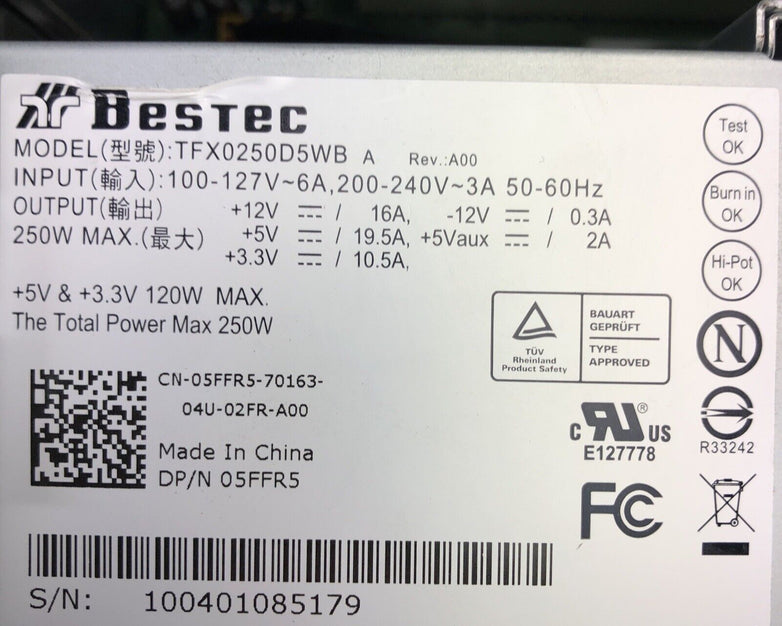 BESTEC
MODEL(型號):TFX0250D5WB A Rev.:A00
INPUT(輸入):100-127V~6A,200-240V~3A 50-60Hz
OUTPUT(輸出) +12V ⎓ / 16A, -12V ⎓ / 0.3A
250W MAX.(最大) +5V ⎓ / 19.5A, +5Vaux ⎓ / 2A
+3.3V ⎓ / 10.5A,
+5V & +3.3V 120W MAX.
The Total Power Max 250W
CN-05FFR5-70163-
04U-02FR-A00
Made In China
DP/N 05FFR5
S/N: 100401085179
Test
OK
Burn in
OK
Hi-Pot
OK
N
TÜV
Rheinland
Product Safety
BAUART
GEPRÜFT
TYPE
APPROVED
c RU® US
E127778
R33242
FC